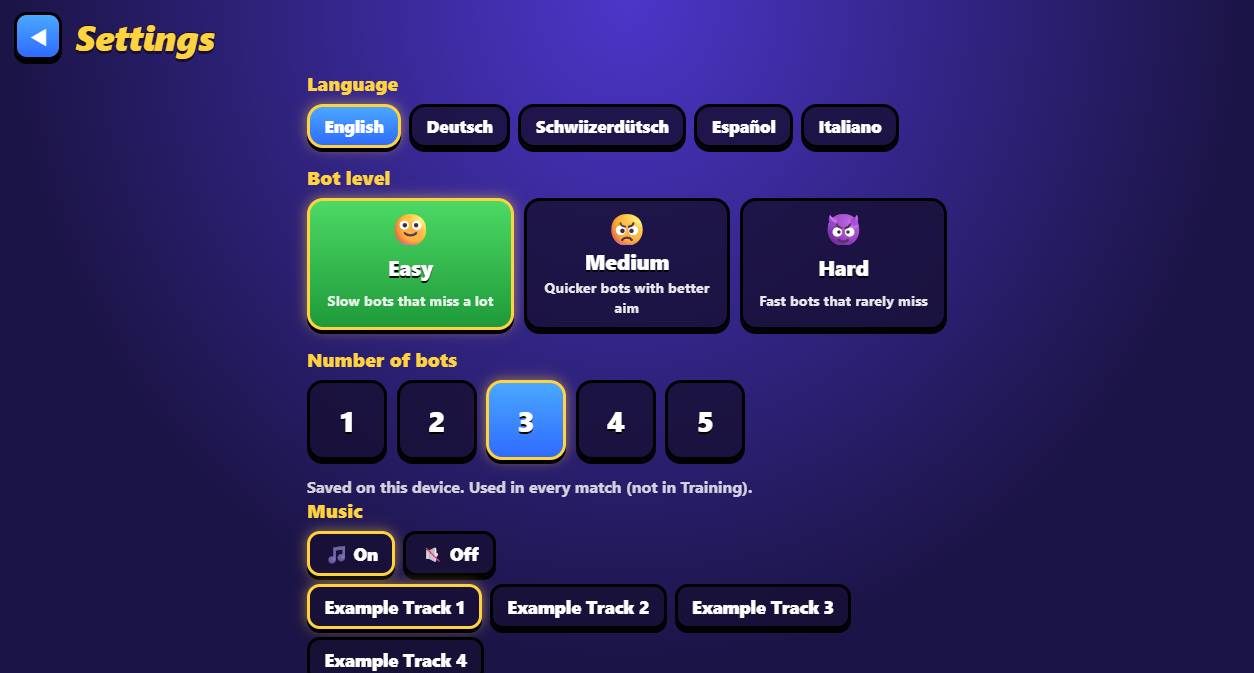 Settings
Language
English Deutsch Schwiizerdütsch Español Italiano
Bot level
Easy Medium Hard
Slow bots that miss a lot Quicker bots with better aim Fast bots that rarely miss
Number of bots
1 2 3 4 5
Saved on this device. Used in every match (not in Training).
Music
On Off
Example Track 1 Example Track 2 Example Track 3
Example Track 4